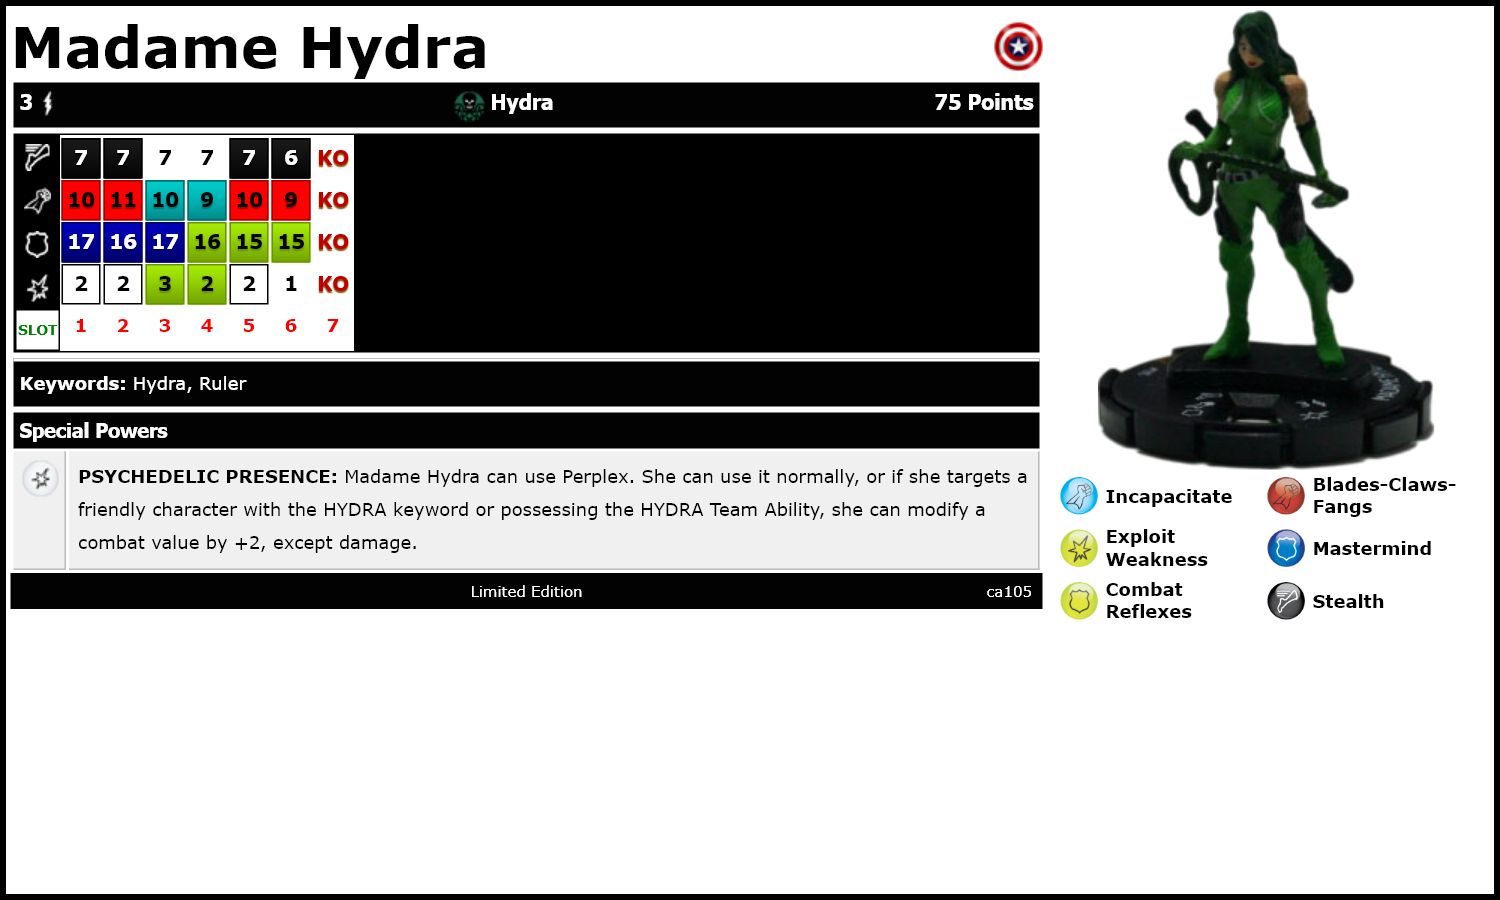 Madame Hydra
3 Hydra 75 Points
7 7 7 7 7 6 KO
10 11 10 9 10 9 KO
17 16 17 16 15 15 KO
2 2 3 2 2 1 KO
SLOT 1 2 3 4 5 6 7
Keywords: Hydra, Ruler
Special Powers
PSYCHEDELIC PRESENCE: Madame Hydra can use Perplex. She can use it normally, or if she targets a
friendly character with the HYDRA keyword or possessing the HYDRA Team Ability, she can modify a
combat value by +2, except damage.
Limited Edition ca105
Incapacitate
Blades-Claws-
Fangs
Exploit
Weakness
Mastermind
Combat
Reflexes
Stealth